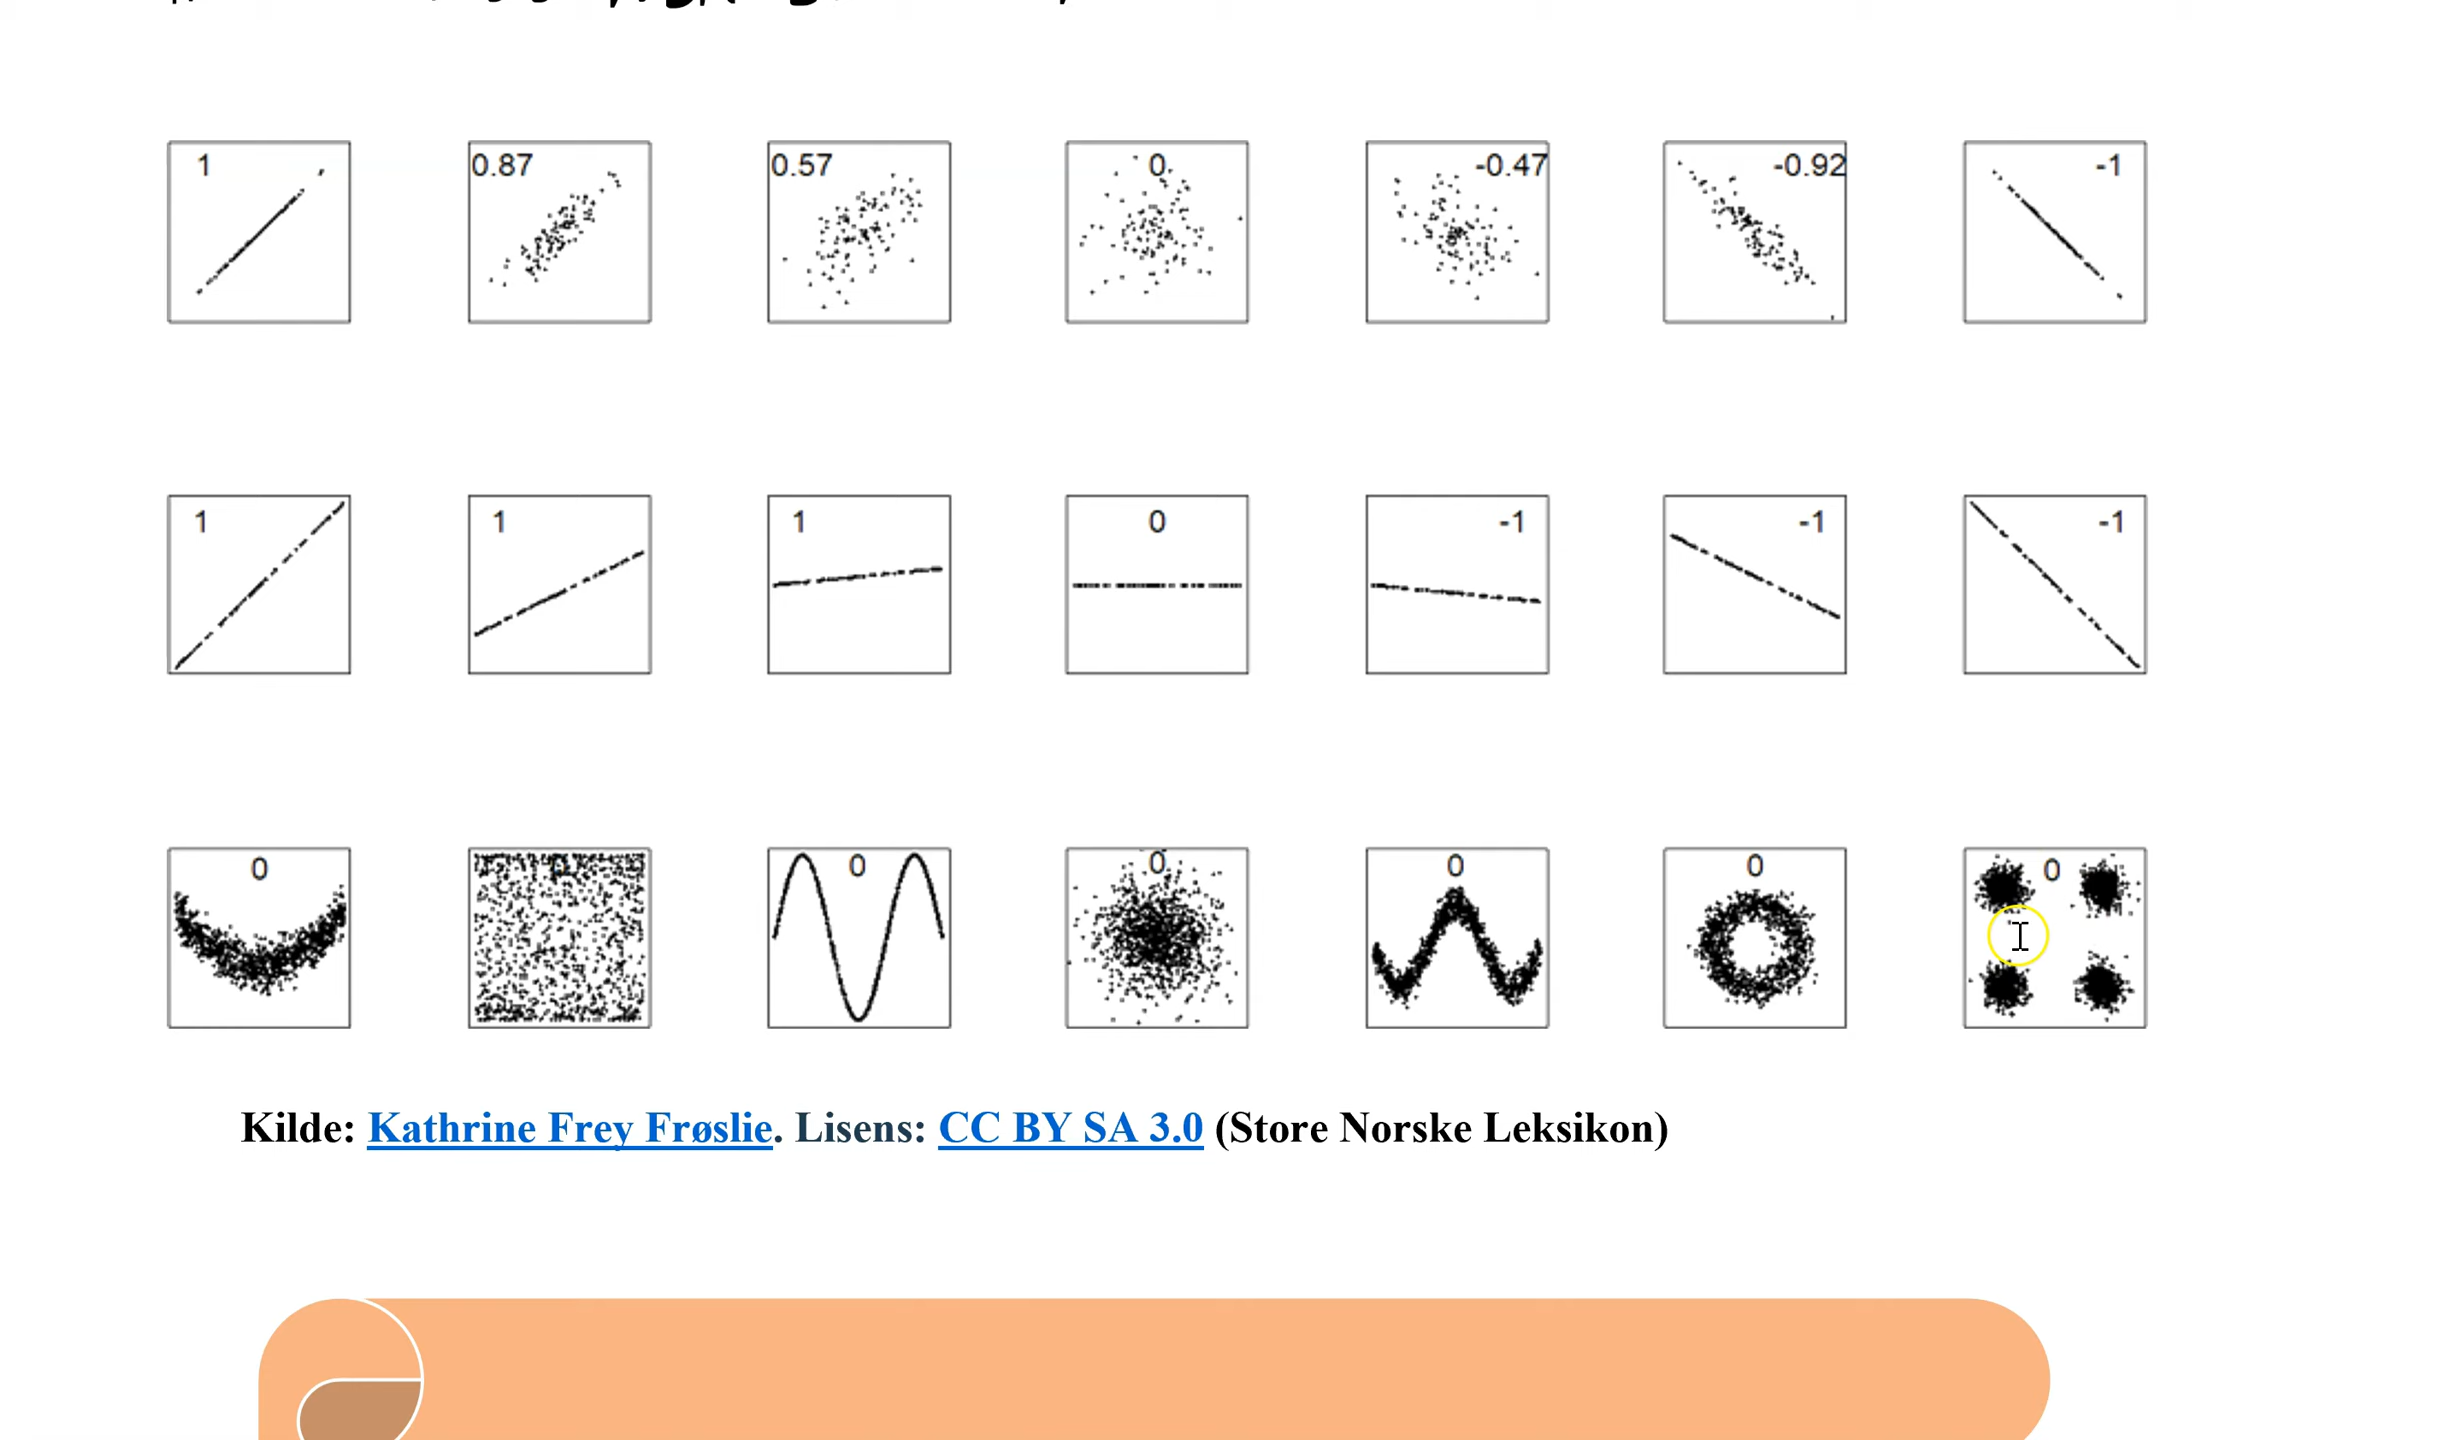 1 0.87 0.57 0 -0.47 -0.92 -1
1 1 1 0 -1 -1 -1
0 0 0 0 0 0
Kilde: Kathrine Frey Frøslie. Lisens: CC BY SA 3.0 (Store Norske Leksikon)